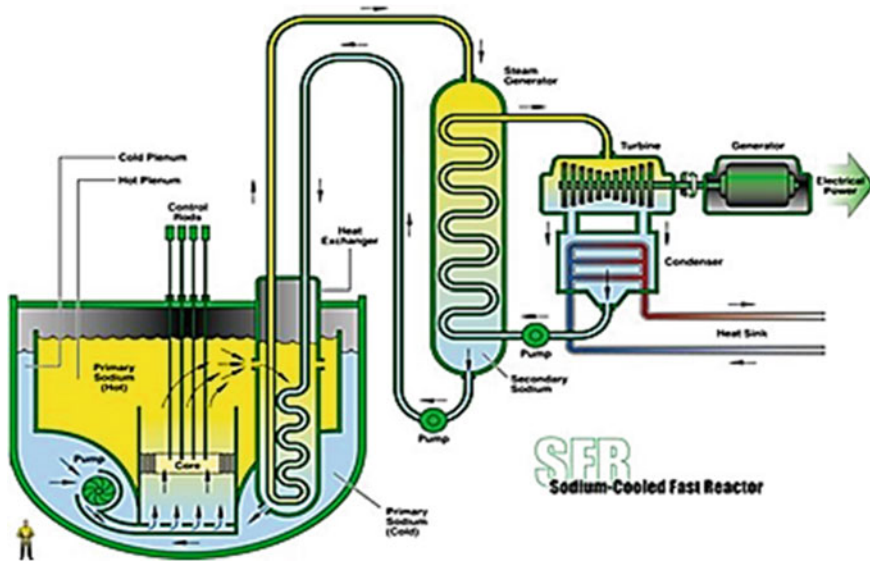 Steam
Generator
Turbine
Generator
Cold Plenum
Hot Plenum
Electrical
Power
Control
Rods
Heat
Exchanger
Condenser
Heat Sink
Pump
Primary
Sodium
(Hot)
Secondary
Sodium
Pump
Pump
Core
Primary
Sodium
(Cold)
SFR
Sodium-Cooled Fast Reactor